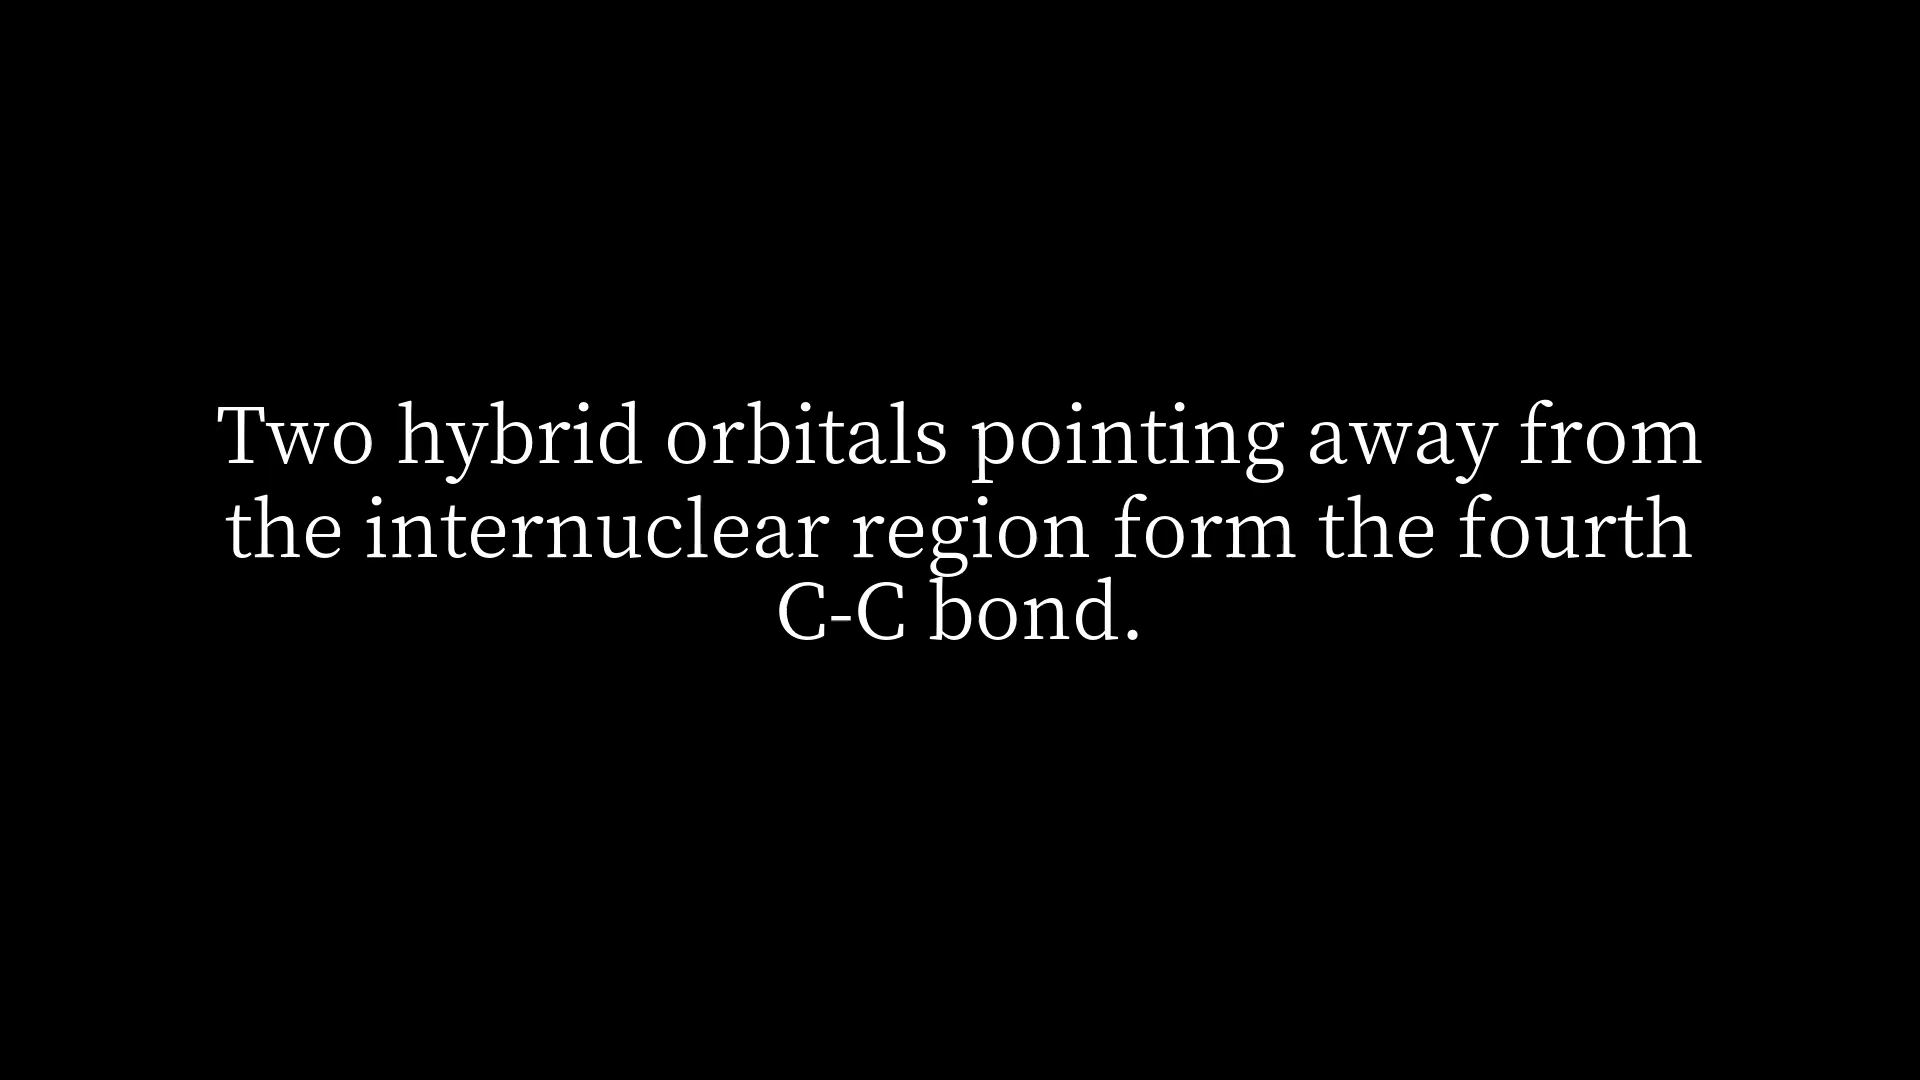 Two hybrid orbitals pointing away from
the internuclear region form the fourth
C-C bond.